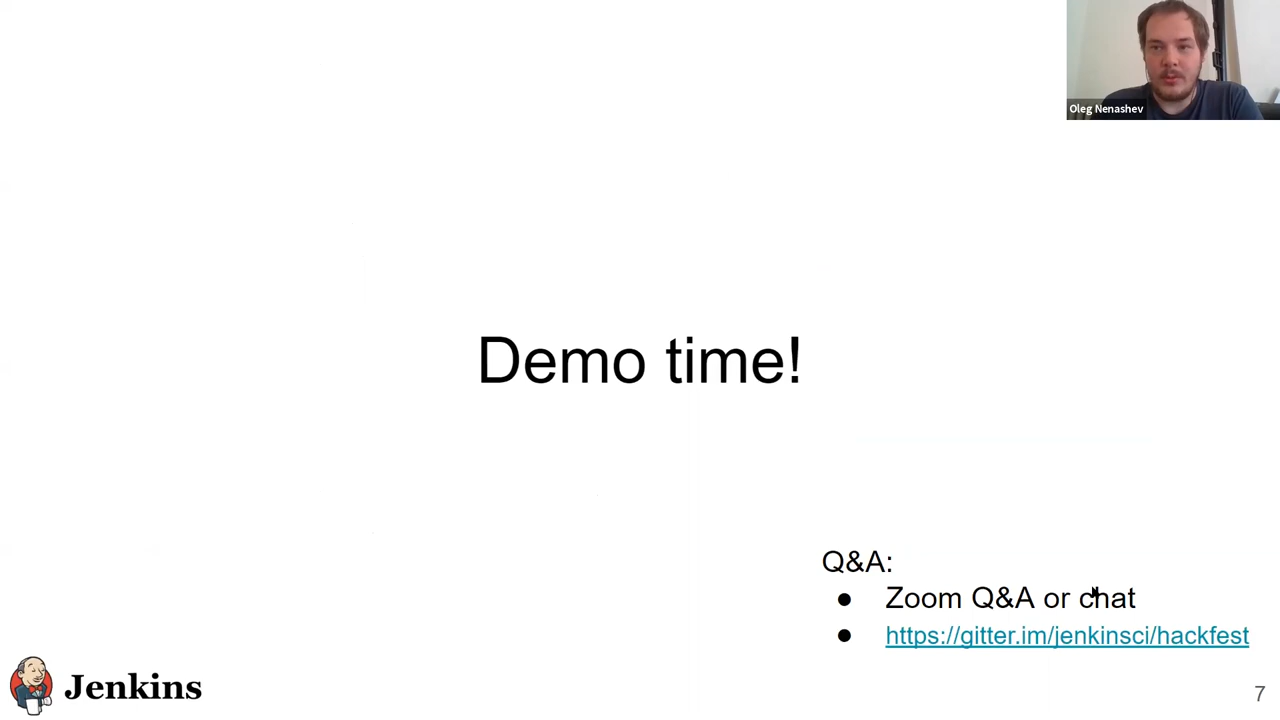 Oleg Nenashev
Demo time!
Q&A:
● Zoom Q&A or chat
● https://gitter.im/jenkinsci/hackfest
Jenkins
7